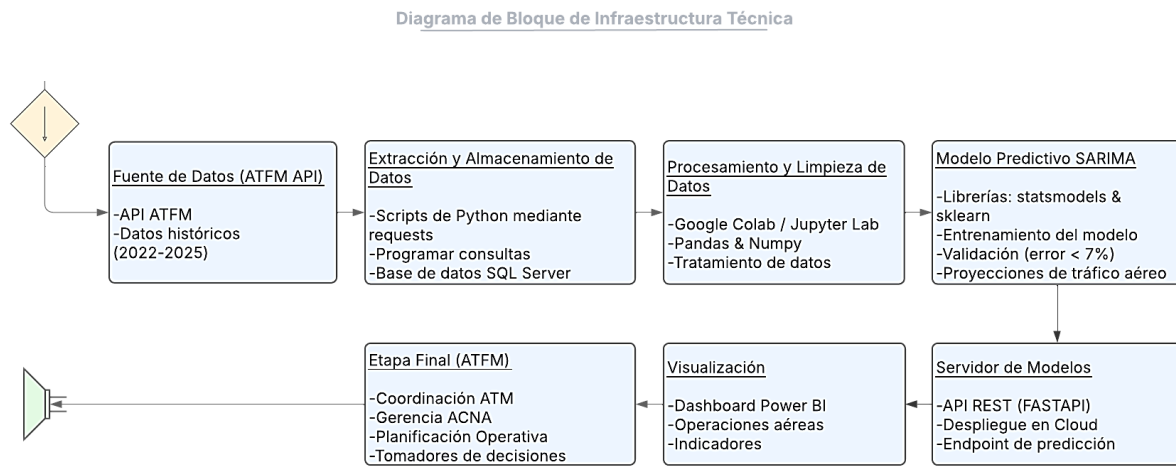 Diagrama de Bloque de Infraestructura Técnica
Fuente de Datos (ATFM API)
-API ATFM
-Datos históricos
(2022-2025)
Extracción y Almacenamiento de
Datos
-Scripts de Python mediante
requests
-Programar consultas
-Base de datos SQL Server
Procesamiento y Limpieza de
Datos
-Google Colab / Jupyter Lab
-Pandas & Numpy
-Tratamiento de datos
Modelo Predictivo SARIMA
-Librerías: statsmodels &
sklearn
-Entrenamiento del modelo
-Validación (error < 7%)
-Proyecciones de tráfico aéreo
Servidor de Modelos
-API REST (FASTAPI)
-Despliegue en Cloud
-Endpoint de predicción
Visualización
-Dashboard Power BI
-Operaciones aéreas
-Indicadores
Etapa Final (ATFM)
-Coordinación ATM
-Gerencia ACNA
-Planificación Operativa
-Tomadores de decisiones